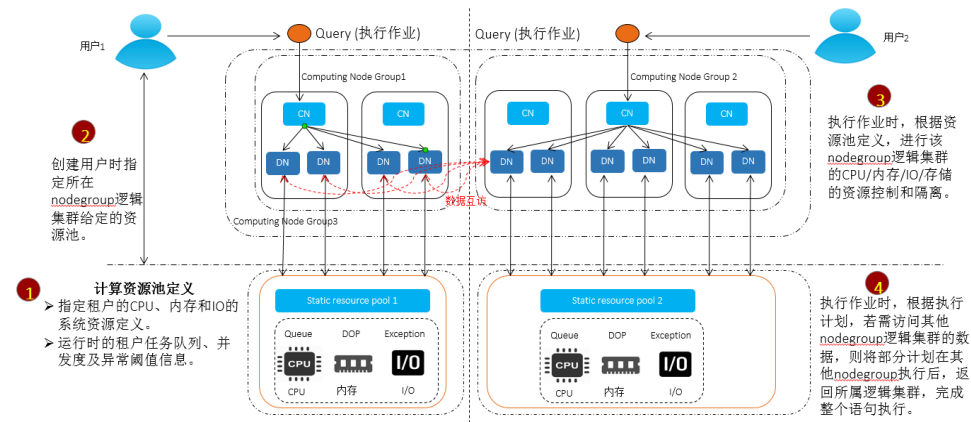 用户1
Query (执行作业)
Query (执行作业)
用户2
Computing Node Group1
Computing Node Group 2
CN
CN
CN
CN
CN
DN
DN
DN
DN
DN
DN
DN
DN
DN
DN
数据互访
Computing Node Group3
2
创建用户时指
定所在
nodegroup逻辑
集群给定的资
源池。
3
执行作业时，根据资
源池定义，进行该
nodegroup逻辑集群
的CPU/内存/IO/存储
的资源控制和隔离。
1
计算资源池定义
指定租户的CPU、内存和IO的
系统资源定义。
运行时的租户任务队列、并
发度及异常阈值信息。
Static resource pool 1
Queue
DOP
Exception
CPU
I/O
CPU
内存
I/O
Static resource pool 2
Queue
DOP
Exception
CPU
I/O
CPU
内存
I/O
4
执行作业时，根据执行
计划，若需访问其他
nodegroup逻辑集群的数
据，则将部分计划在其
他nodegroup执行后，返
回所属逻辑集群，完成
整个语句执行。